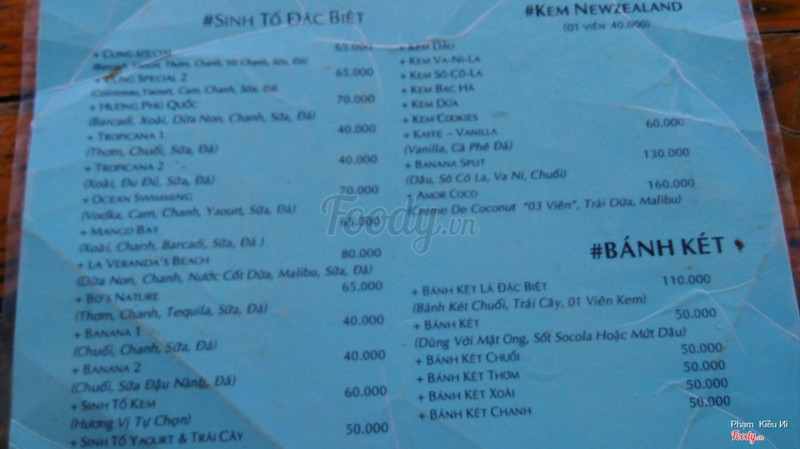 #Sinh Tố Đặc Biệt
+ Cung Special 65.000
(Barcadi, Yaourt, Thơm, Chanh, Vỏ Chanh, Sữa, Đá)
+ Cung Special 2 65.000
(Cointreau, Yaourt, Cam, Chanh, Sữa, Đá)
+ Hương Phú Quốc 70.000
(Barcadi, Xoài, Dừa Non, Chanh, Sữa, Đá)
+ Tropicana 1 40.000
(Thơm, Chuối, Sữa, Đá)
+ Tropicana 2 40.000
(Xoài, Đu Đủ, Sữa, Đá)
+ Ocean Swimming 70.000
(Vodka, Cam, Chanh, Yaourt, Sữa, Đá)
+ Mango Bay 65.000
(Xoài, Chanh, Barcadi, Sữa, Đá )
+ La Veranda's Beach 80.000
(Dừa Non, Chanh, Nước Cốt Dừa, Malibu, Sữa, Đá)
+ Bo's Nature 65.000
(Thơm, Chanh, Tequila, Sữa, Đá)
+ Banana 1 40.000
(Chuối, Chanh, Sữa, Đá)
+ Banana 2 40.000
(Chuối, Sữa Đậu Nành, Đá)
+ Sinh Tố Kem 60.000
(Hương Vị Tự Chọn)
+ Sinh Tố Yaourt & Trái Cây 50.000
#Kem Newzealand
(01 viên 40.000)
+ Kem Dâu
+ Kem Va-Ni-La
+ Kem Sô-Cô-La
+ Kem Bạc Hà
+ Kem Dừa
+ Kem Cookies
+ Kaffe – Vanilla 60.000
(Vanilla, Cà Phê Đá)
+ Banana Split 130.000
(Dâu, Sô Cô La, Va Ni, Chuối)
+ Amor Coco 160.000
(Crème De Coconut "03 Viên", Trái Dừa, Malibu)
#Bánh Két
+ Bánh Két Lá Đặc Biệt 110.000
(Bánh Két Chuối, Trái Cây, 01 Viên Kem)
+ Bánh Két 50.000
(Dùng Với Mật Ong, Sốt Socola Hoặc Mứt Dâu)
+ Bánh Két Chuối 50.000
+ Bánh Két Thơm 50.000
+ Bánh Két Xoài 50.000
+ Bánh Két Chanh 50.000
Foody.vn
Phạm Kiều Ni
Foody.vn